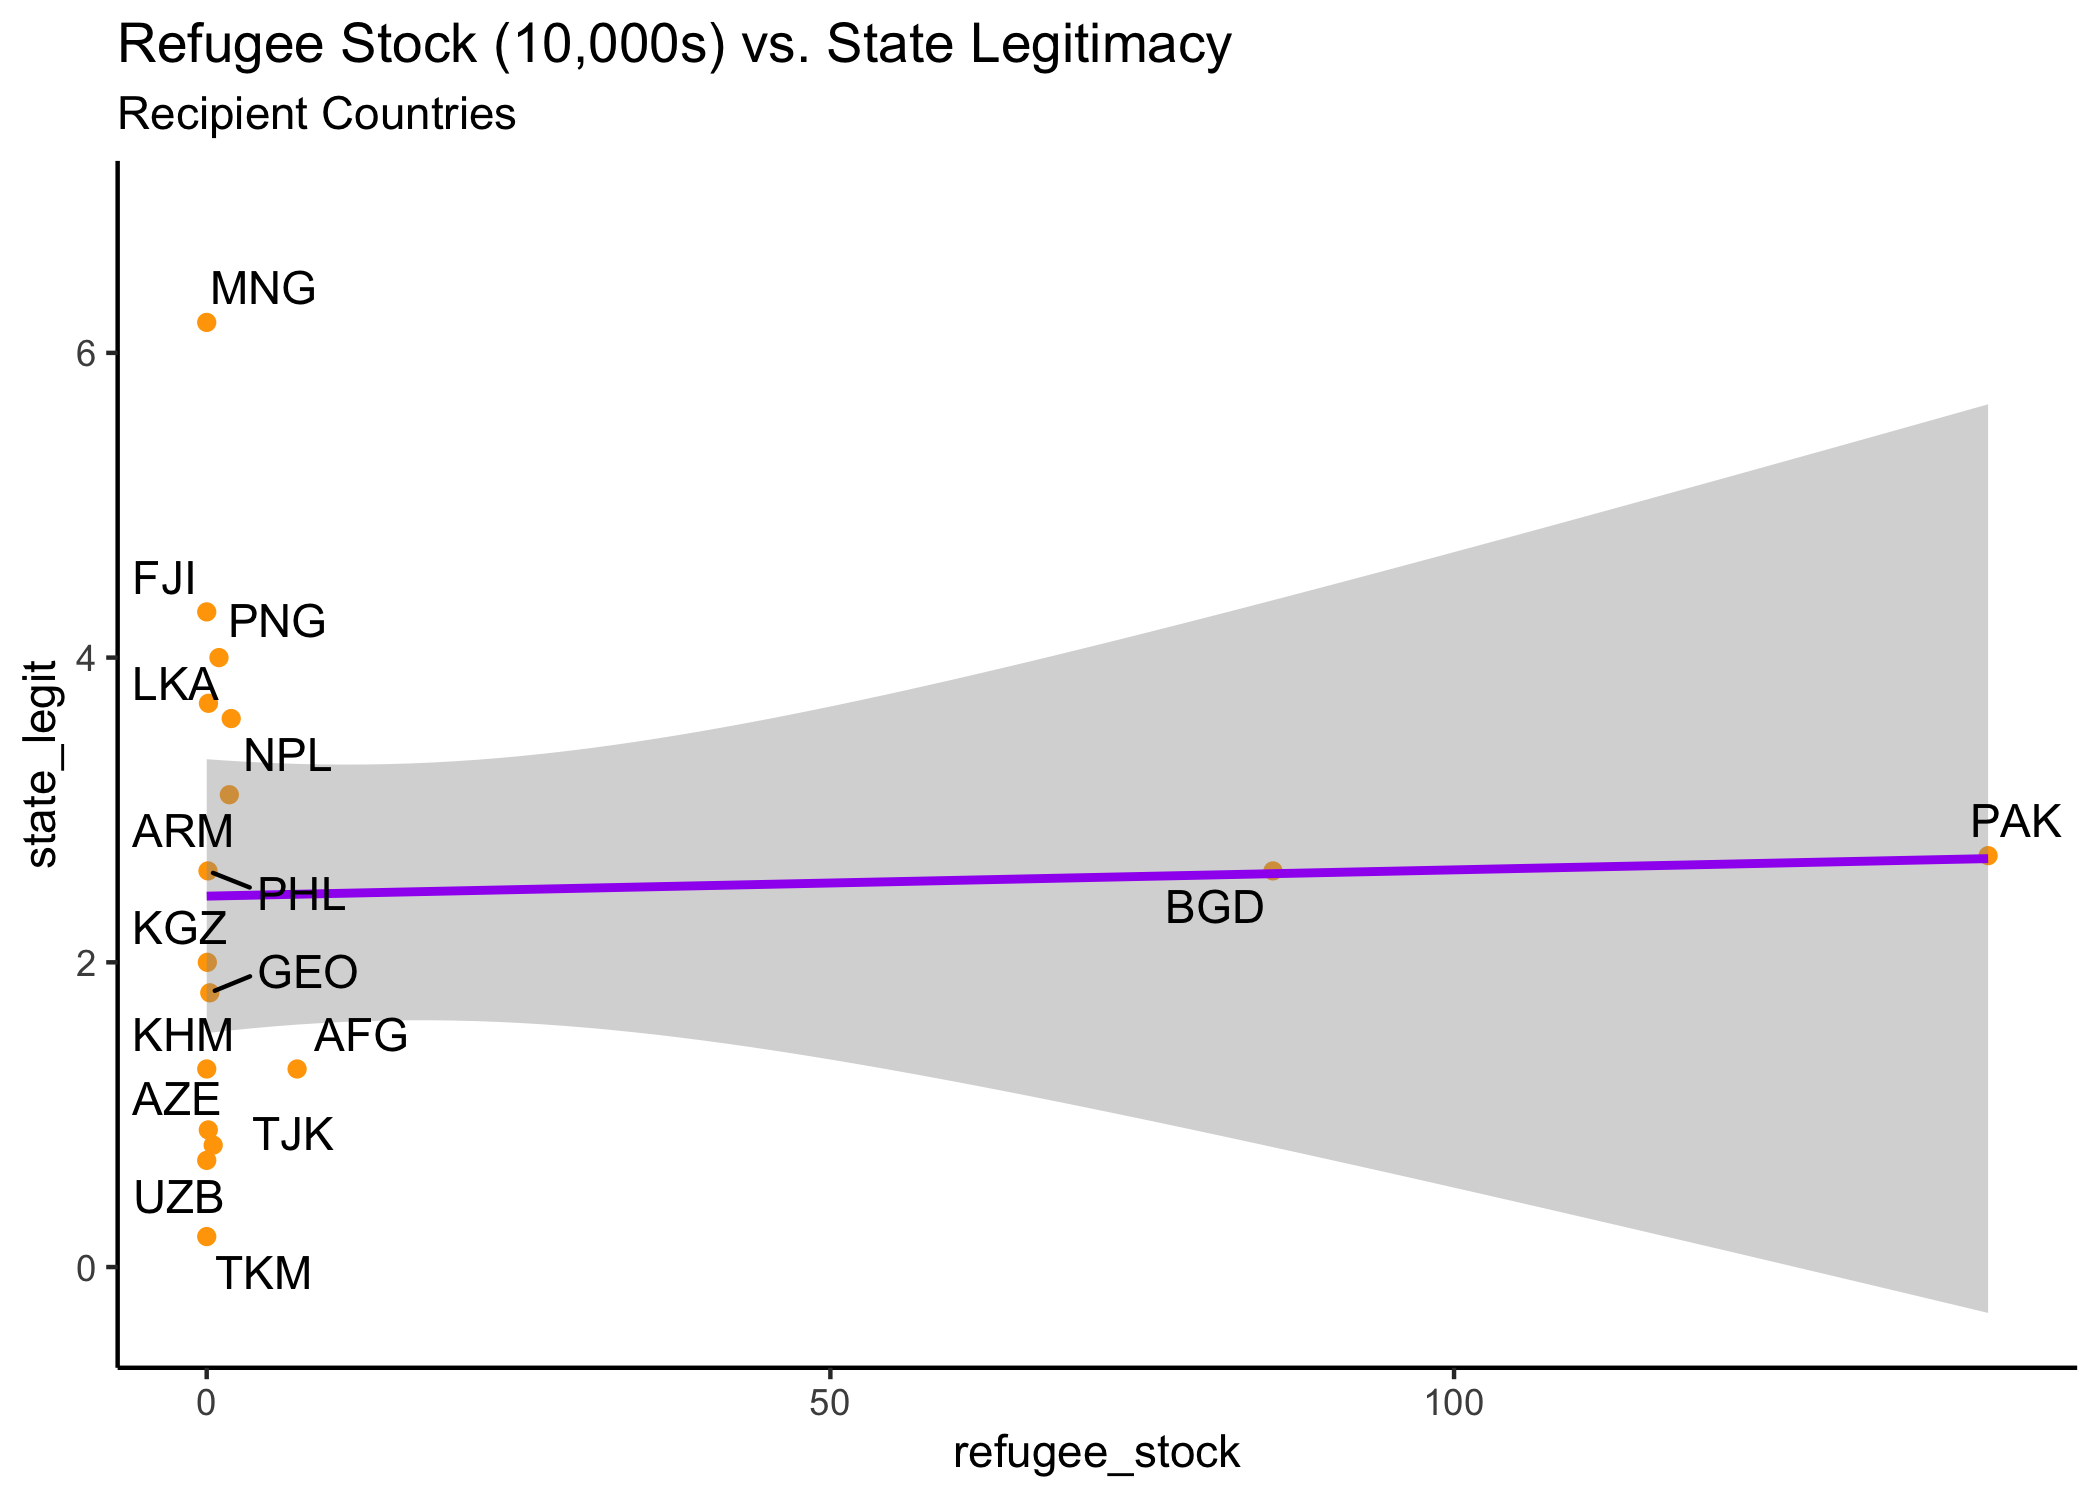 Refugee Stock (10,000s) vs. State Legitimacy
Recipient Countries
state_legit
6
4
2
0
MNG
FJI
PNG
LKA
NPL
ARM
PHL
KGZ
GEO
KHM
AFG
AZE
TJK
UZB
TKM
BGD
PAK
0
50
100
refugee_stock